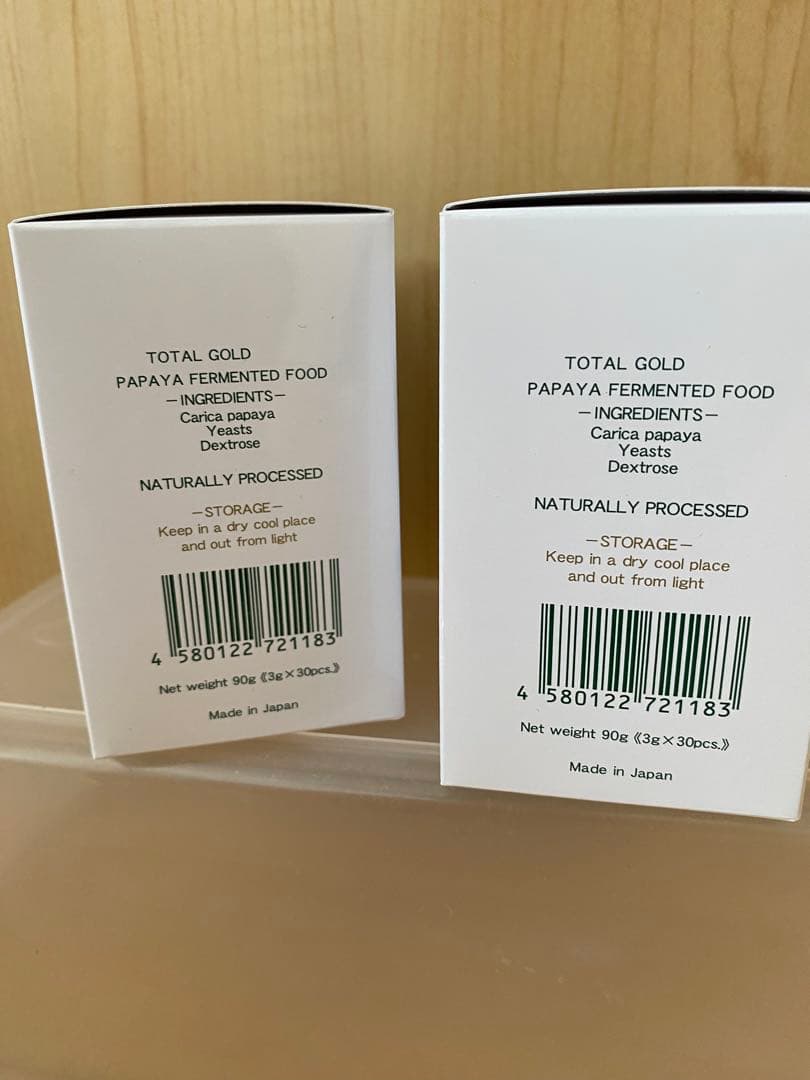 TOTAL GOLD
PAPAYA FERMENTED FOOD
—INGREDIENTS—
Carica papaya
Yeasts
Dextrose
NATURALLY PROCESSED
—STORAGE—
Keep in a dry cool place
and out from light
4 580122 721183
Net weight 90g《3g×30pcs.》
Made in Japan
TOTAL GOLD
PAPAYA FERMENTED FOOD
—INGREDIENTS—
Carica papaya
Yeasts
Dextrose
NATURALLY PROCESSED
—STORAGE—
Keep in a dry cool place
and out from light
4 580122 721183
Net weight 90g《3g×30pcs.》
Made in Japan